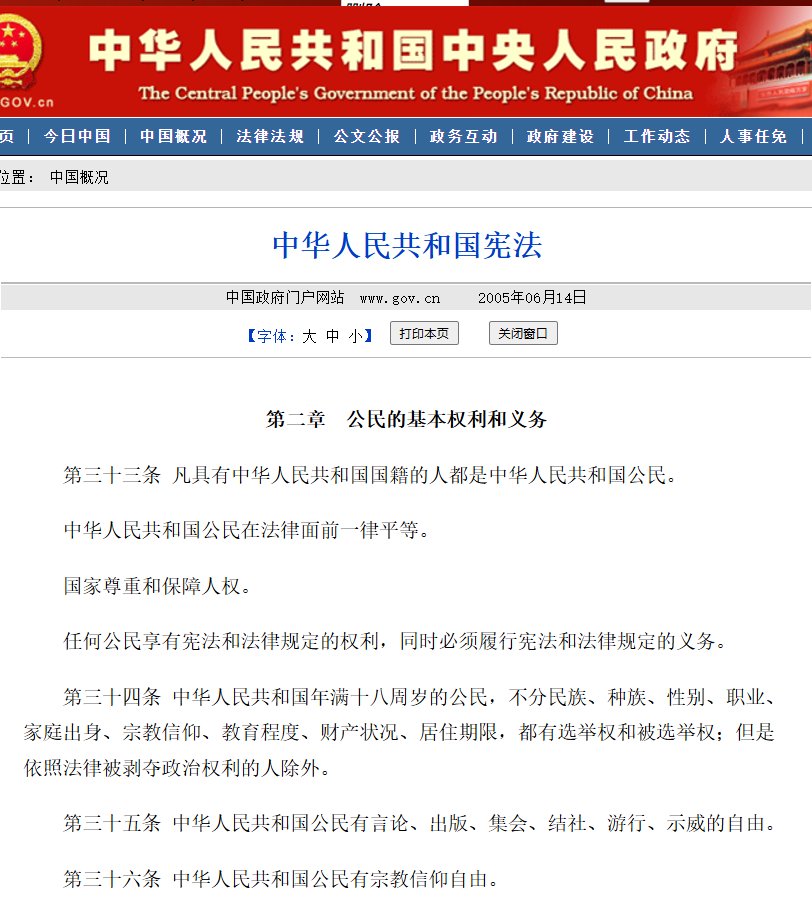 中华人民共和国中央人民政府
GOV.cn
The Central People's Government of the People's Republic of China
页 | 今日中国 | 中国概况 | 法律法规 | 公文公报 | 政务互动 | 政府建设 | 工作动态 | 人事任免 |
位置： 中国概况
中华人民共和国宪法
中国政府门户网站 www.gov.cn 2005年06月14日
【字体：大 中 小】 打印本页 关闭窗口
第二章 公民的基本权利和义务
第三十三条 凡具有中华人民共和国国籍的人都是中华人民共和国公民。
中华人民共和国公民在法律面前一律平等。
国家尊重和保障人权。
任何公民享有宪法和法律规定的权利，同时必须履行宪法和法律规定的义务。
第三十四条 中华人民共和国年满十八周岁的公民，不分民族、种族、性别、职业、
家庭出身、宗教信仰、教育程度、财产状况、居住期限，都有选举权和被选举权；但是
依照法律被剥夺政治权利的人除外。
第三十五条 中华人民共和国公民有言论、出版、集会、结社、游行、示威的自由。
第三十六条 中华人民共和国公民有宗教信仰自由。